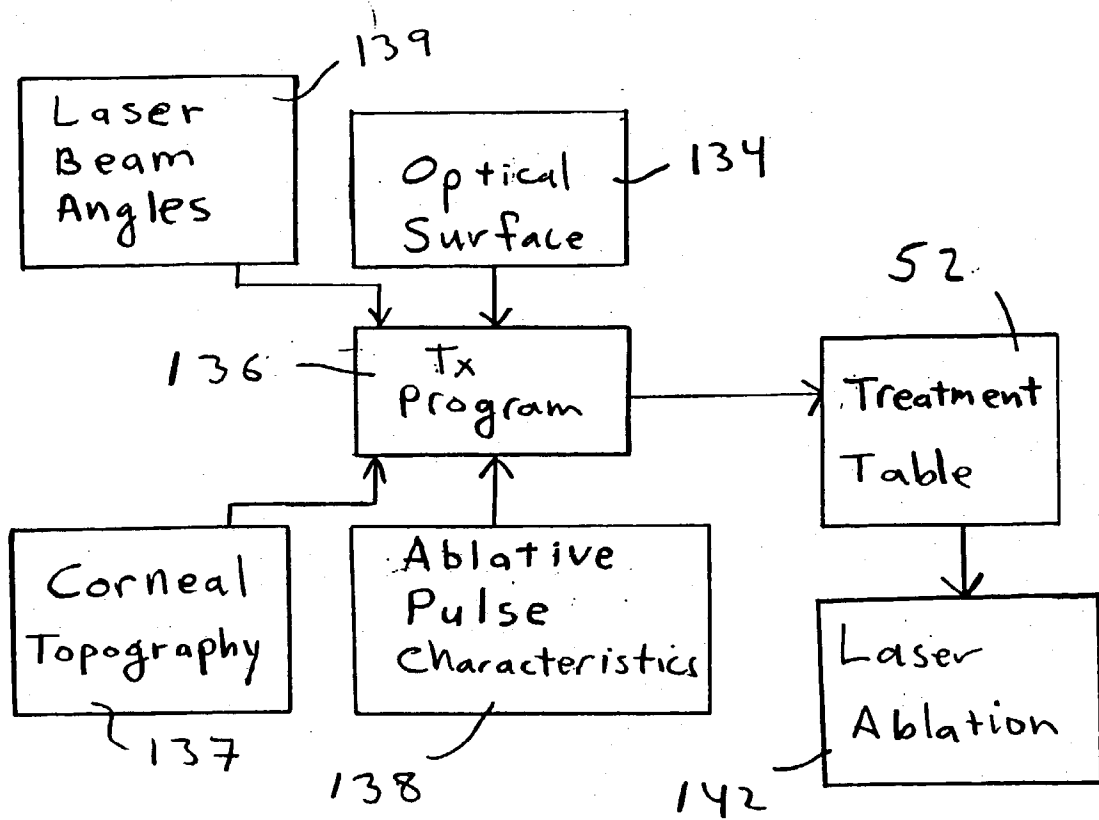 139
Laser
Beam
Angles
Optical
Surface
134
136
Tx
Program
52
Treatment
Table
Corneal
Topography
137
Ablative
Pulse
Characteristics
138
Laser
Ablation
142